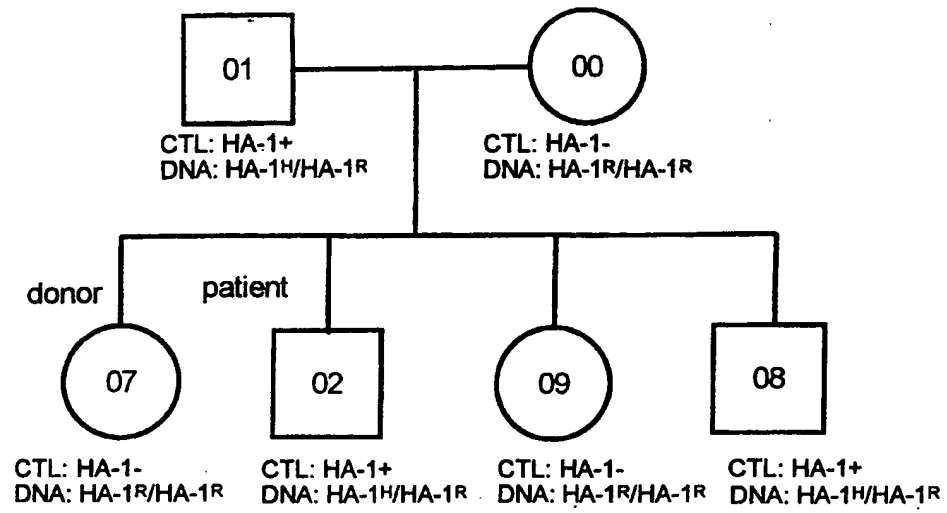 01
00
CTL: HA-1+
DNA: HA-1ᴴ/HA-1ᴿ
CTL: HA-1-
DNA: HA-1ᴿ/HA-1ᴿ
donor
patient
07
02
09
08
CTL: HA-1-
DNA: HA-1ᴿ/HA-1ᴿ
CTL: HA-1+
DNA: HA-1ᴴ/HA-1ᴿ
CTL: HA-1-
DNA: HA-1ᴿ/HA-1ᴿ
CTL: HA-1+
DNA: HA-1ᴴ/HA-1ᴿ